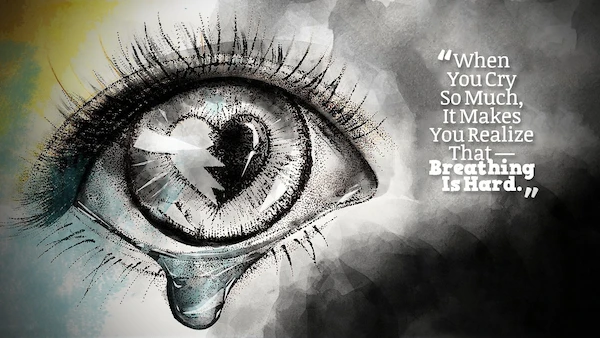 “When
You Cry
So Much,
It Makes
You Realize
That —
Breathing
Is Hard.„